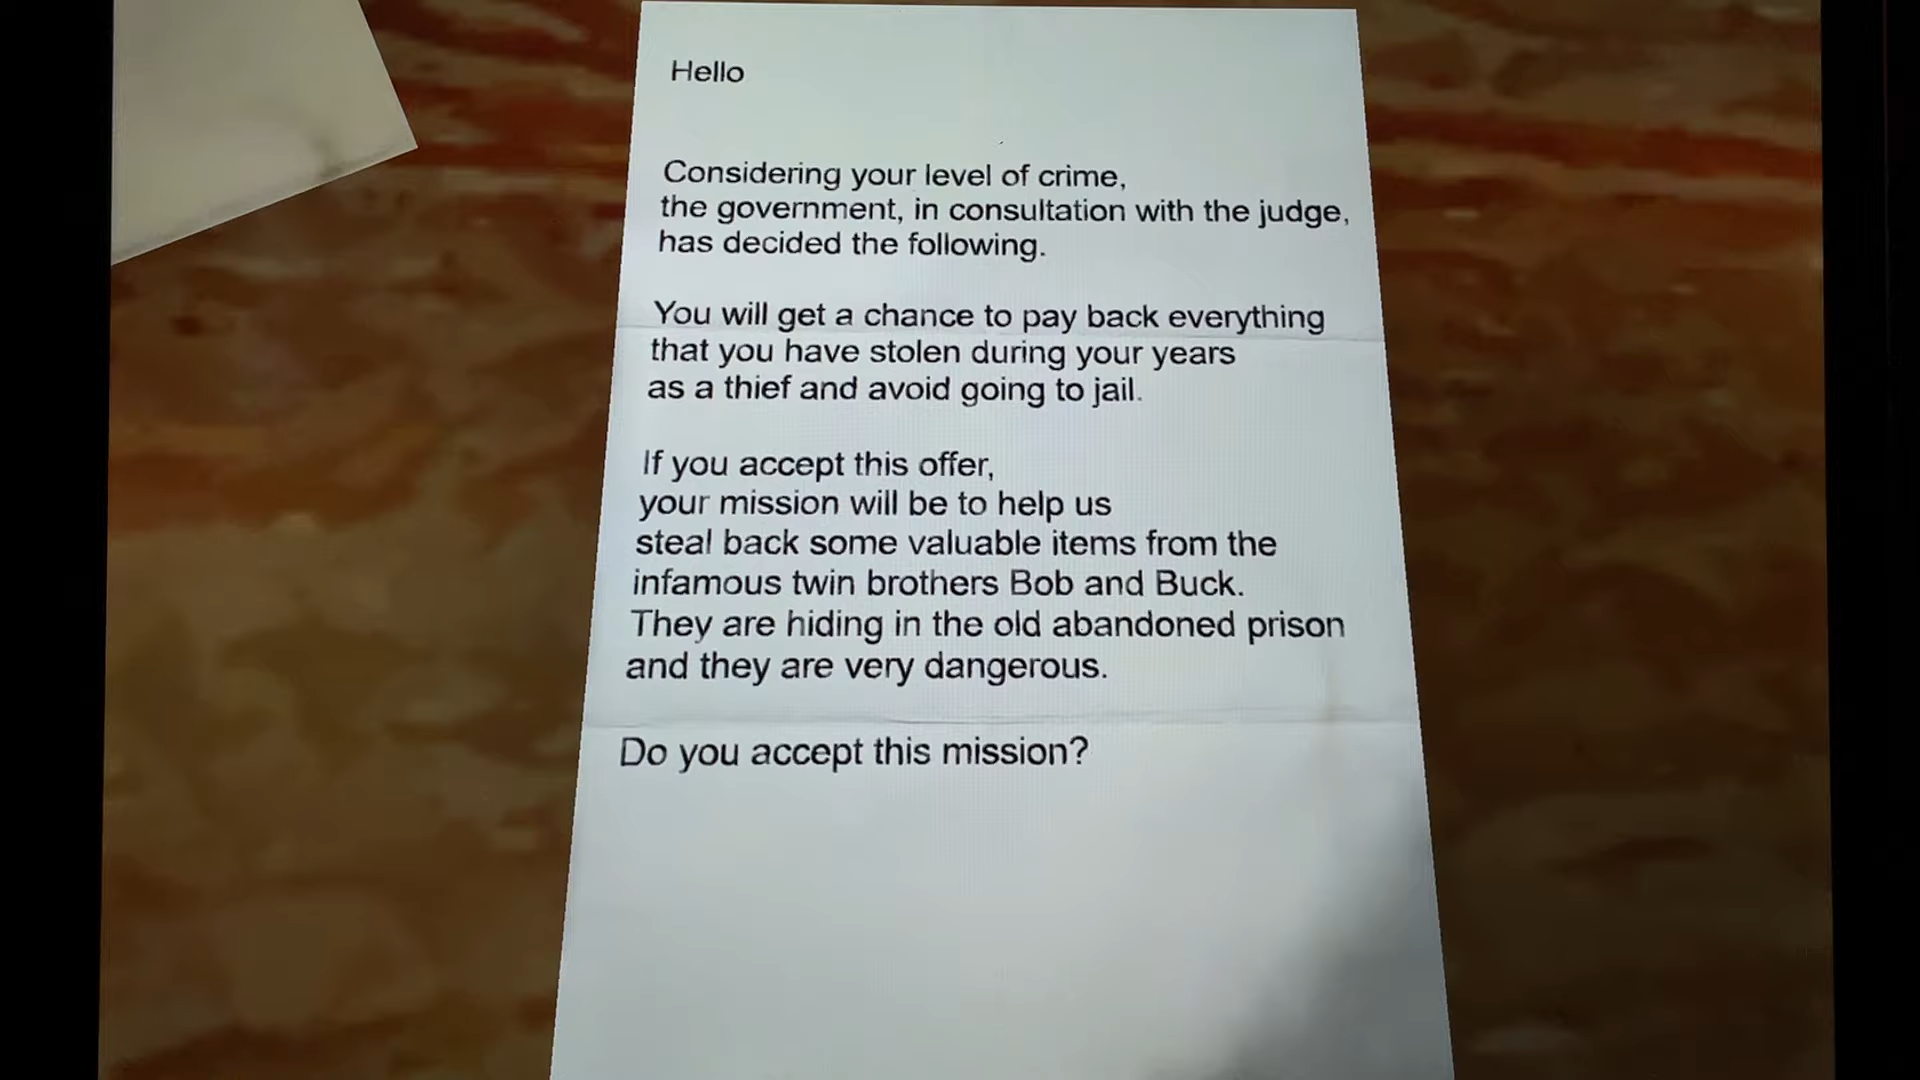 Hello
Considering your level of crime,
the government, in consultation with the judge,
has decided the following.
You will get a chance to pay back everything
that you have stolen during your years
as a thief and avoid going to jail.
If you accept this offer,
your mission will be to help us
steal back some valuable items from the
infamous twin brothers Bob and Buck.
They are hiding in the old abandoned prison
and they are very dangerous.
Do you accept this mission?